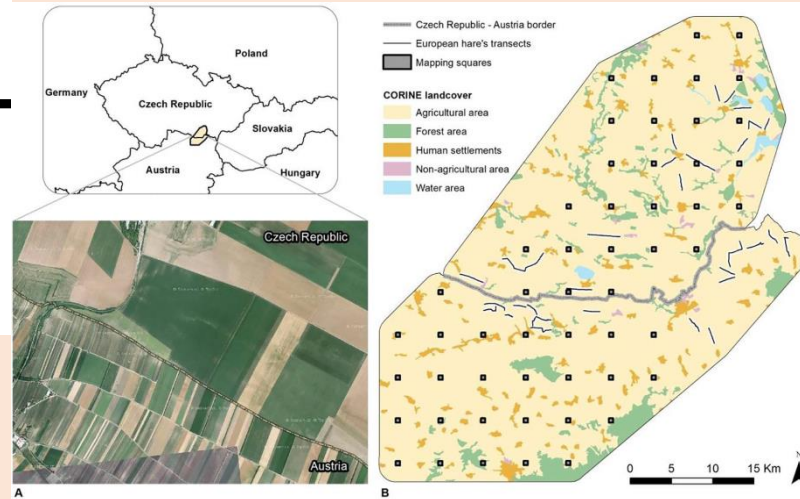 Poland
Germany
Czech Republic
Slovakia
Austria
Hungary
Czech Republic
Austria
A
Czech Republic - Austria border
European hare's transects
Mapping squares
CORINE landcover
Agricultural area
Forest area
Human settlements
Non-agricultural area
Water area
0 5 10 15 Km
N
B